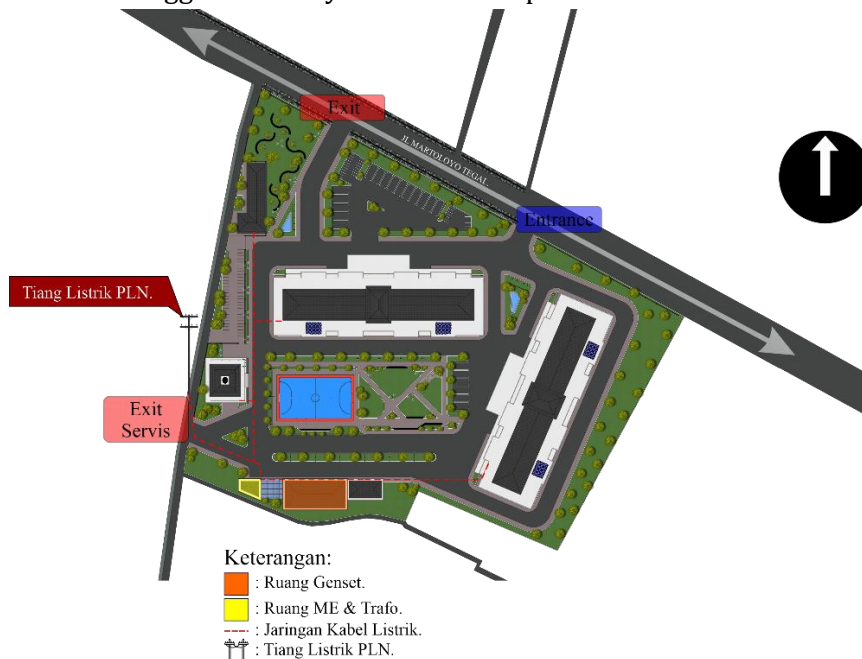 Exit
JL MARTOLOYO TEGAL.
Entrance
Tiang Listrik PLN.
Exit
Servis
Keterangan:
: Ruang Genset.
: Ruang ME & Trafo.
: Jaringan Kabel Listrik.
: Tiang Listrik PLN.